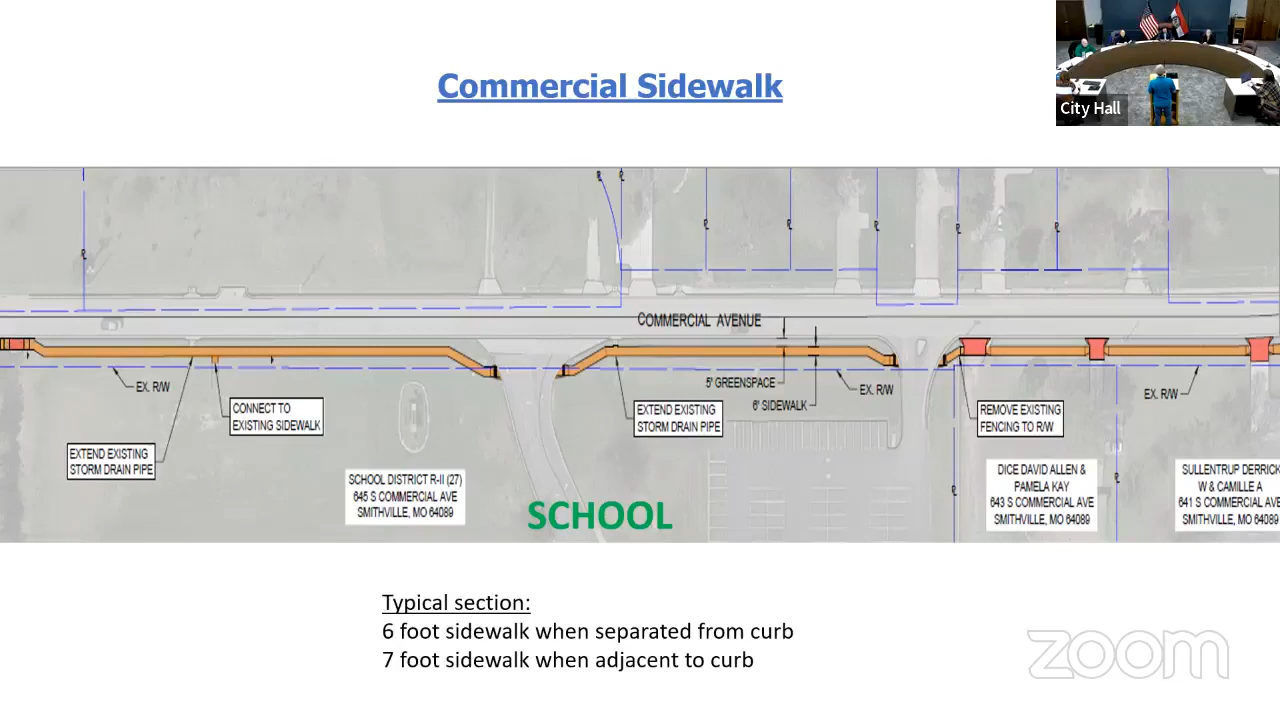 Commercial Sidewalk
City Hall
COMMERCIAL AVENUE
EX. R/W
CONNECT TO
EXISTING SIDEWALK
EXTEND EXISTING
STORM DRAIN PIPE
5' GREENSPACE
6' SIDEWALK
EX. R/W
EXTEND EXISTING
STORM DRAIN PIPE
REMOVE EXISTING
FENCING TO R/W
EX. R/W
SCHOOL DISTRICT R-II (27)
645 S COMMERCIAL AVE
SMITHVILLE, MO 64089
SCHOOL
DICE DAVID ALLEN &
PAMELA KAY
643 S COMMERCIAL AVE
SMITHVILLE, MO 64089
SULLENTRUP DERRICK
W & CAMILLE A
641 S COMMERCIAL AVE
SMITHVILLE, MO 64089
Typical section:
6 foot sidewalk when separated from curb
7 foot sidewalk when adjacent to curb
zoom